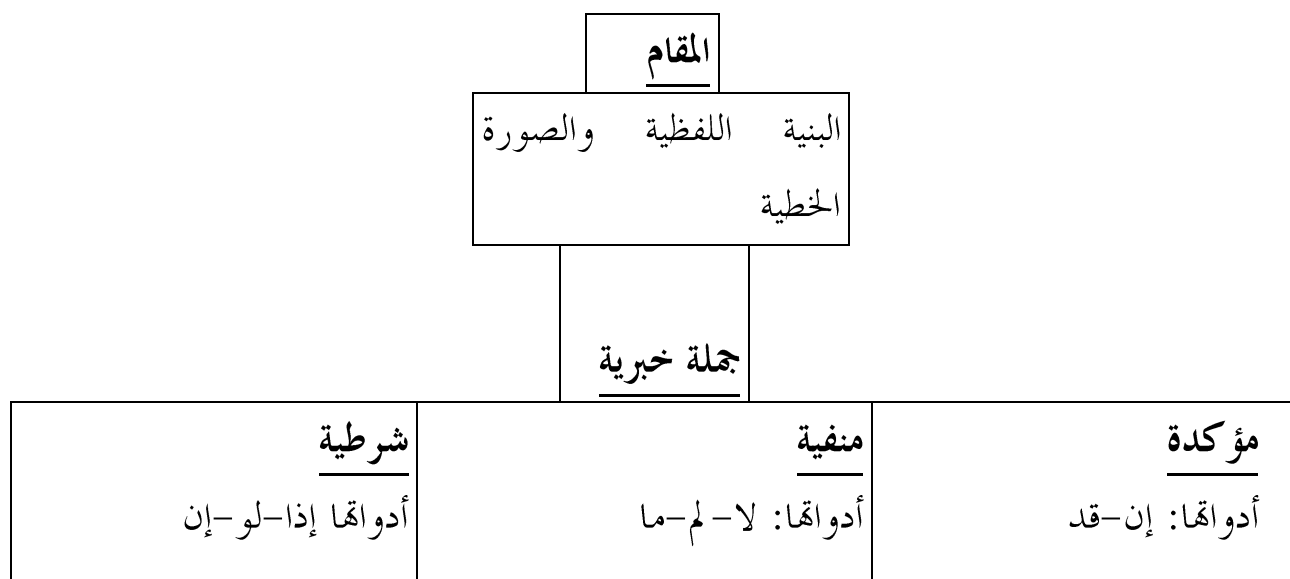 المقام
البنية اللفظية والصورة
الخطية
جملة خبرية
مؤكدة
أدواتها: إن-قد
منفية
أدواتها: لا-لم-ما
شرطية
أدواتها إذا-لو-إن